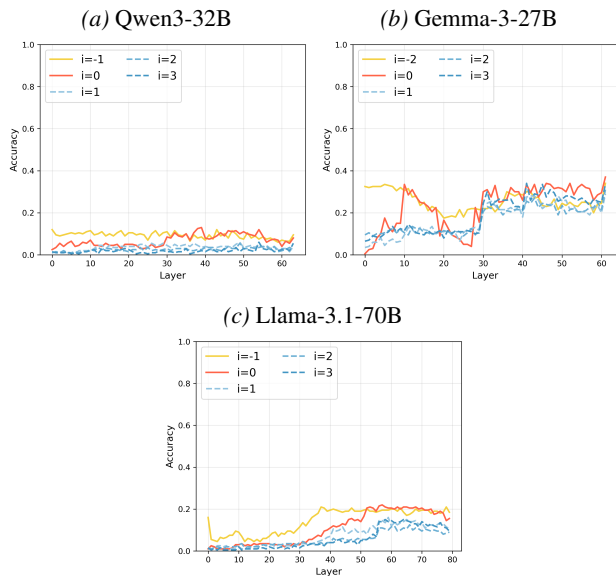 (a) Qwen3-32B
1.0
0.8
0.6
0.4
0.2
0.0
Accuracy
i=-1
i=0
i=1
i=2
i=3
0
10
20
30
40
50
60
Layer
(b) Gemma-3-27B
1.0
0.8
0.6
0.4
0.2
0.0
Accuracy
i=-2
i=0
i=1
i=2
i=3
0
10
20
30
40
50
60
Layer
(c) Llama-3.1-70B
1.0
0.8
0.6
0.4
0.2
0.0
Accuracy
i=-1
i=0
i=1
i=2
i=3
0
10
20
30
40
50
60
70
80
Layer